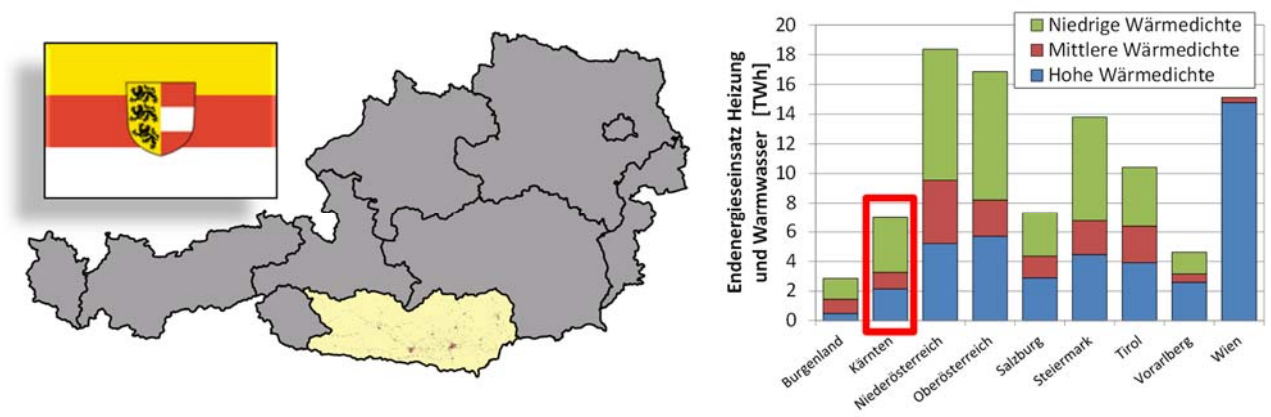 20
18
16
14
12
10
8
6
4
2
0
Endenergieseinsatz Heizung
und Warmwasser [TWh]
Niedrige Wärmedichte
Mittlere Wärmedichte
Hohe Wärmedichte
Burgenland
Kärnten
Niederösterreich
Oberösterreich
Salzburg
Steiermark
Tirol
Vorarlberg
Wien